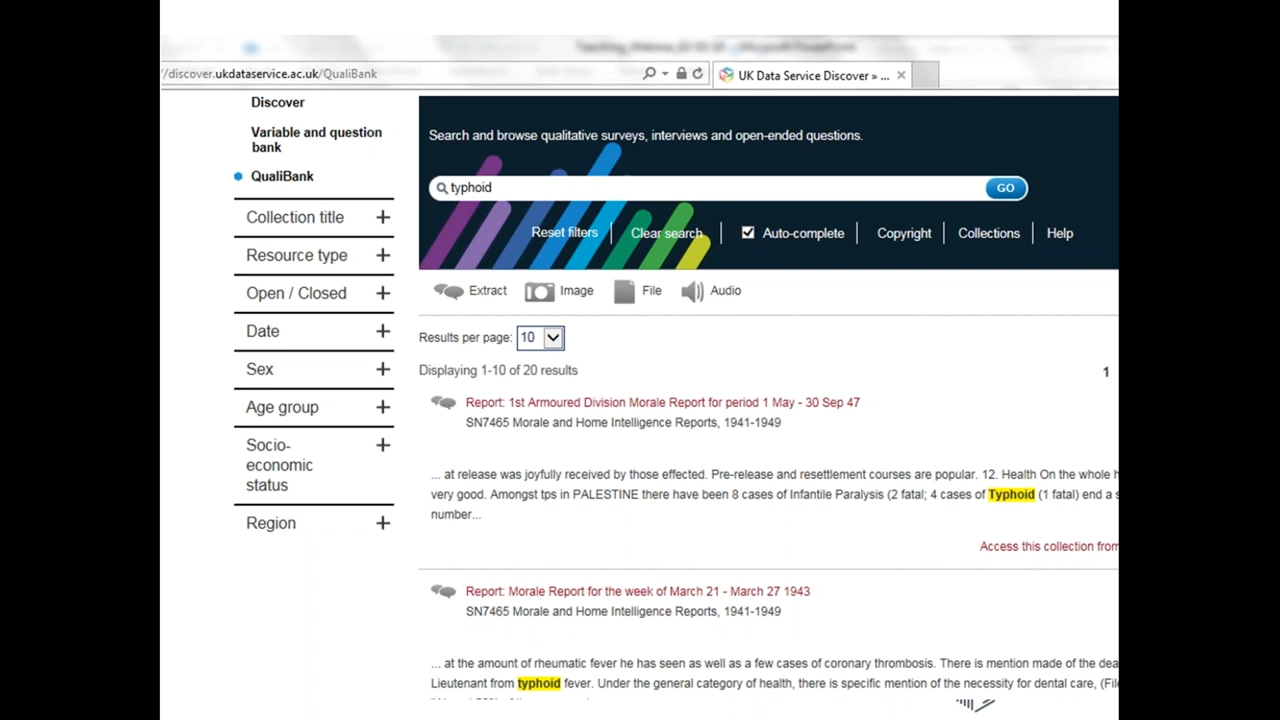 //discover.ukdataservice.ac.uk/QualiBank
UK Data Service Discover » ...
Discover
Variable and question
bank
QualiBank
Collection title
Resource type
Open / Closed
Date
Sex
Age group
Socio-
economic
status
Region
Search and browse qualitative surveys, interviews and open-ended questions.
typhoid
GO
Reset filters
Clear search
Auto-complete
Copyright
Collections
Help
Extract
Image
File
Audio
Results per page: 10
Displaying 1-10 of 20 results
1
Report: 1st Armoured Division Morale Report for period 1 May - 30 Sep 47
SN7465 Morale and Home Intelligence Reports, 1941-1949
... at release was joyfully received by those effected. Pre-release and resettlement courses are popular. 12. Health On the whole h
very good. Amongst tps in PALESTINE there have been 8 cases of Infantile Paralysis (2 fatal; 4 cases of Typhoid (1 fatal) end a s
number...
Access this collection from
Report: Morale Report for the week of March 21 - March 27 1943
SN7465 Morale and Home Intelligence Reports, 1941-1949
... at the amount of rheumatic fever he has seen as well as a few cases of coronary thrombosis. There is mention made of the dea
Lieutenant from typhoid fever. Under the general category of health, there is specific mention of the necessity for dental care, (File